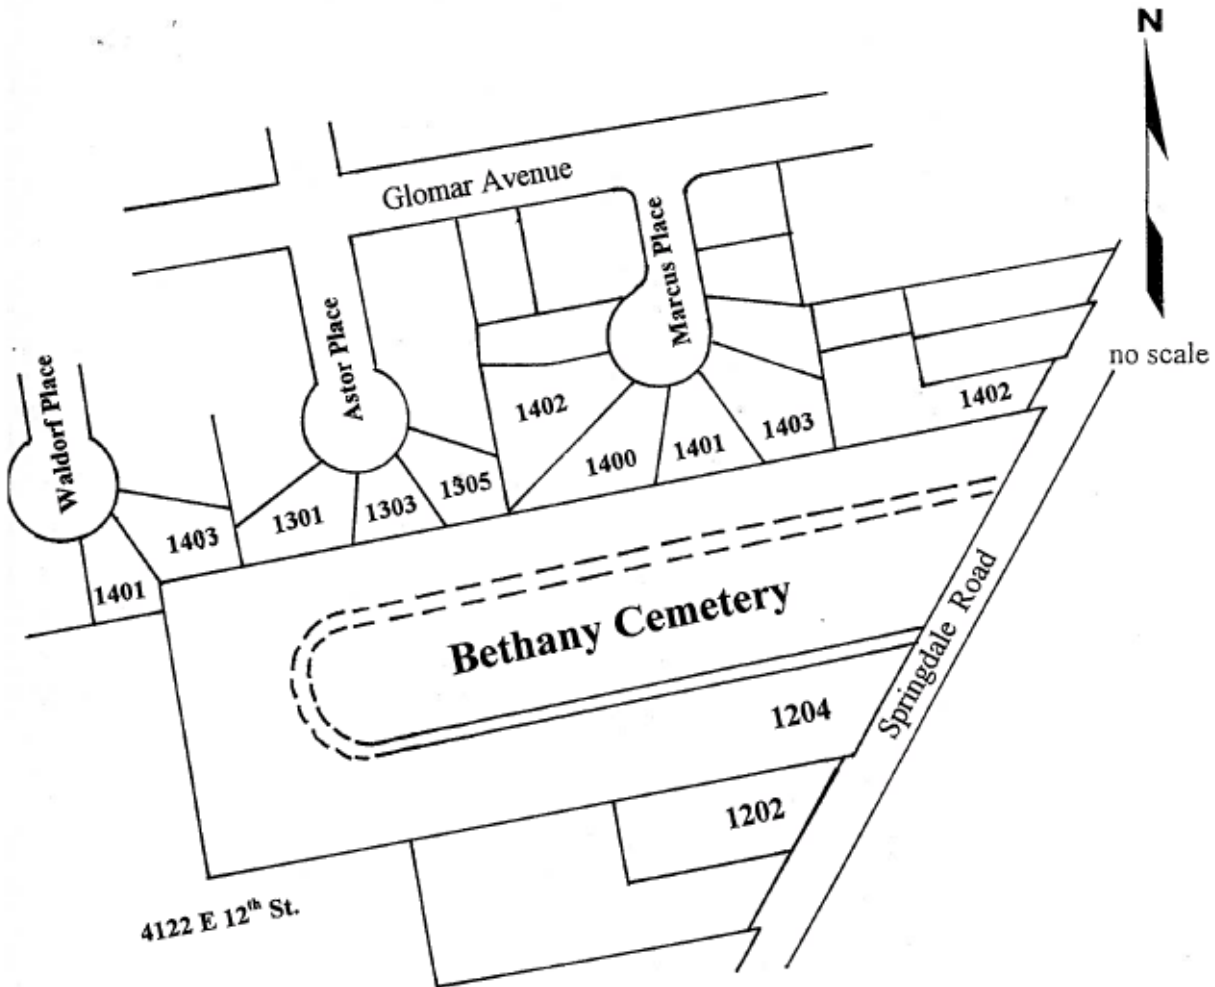 N
Glomar Avenue
Marcus Place
Astor Place
Waldorf Place
no scale
1402
1402
1403
1400
1401
1305
1303
1301
1403
1401
Bethany Cemetery
Springdale Road
1204
1202
4122 E 12th St.